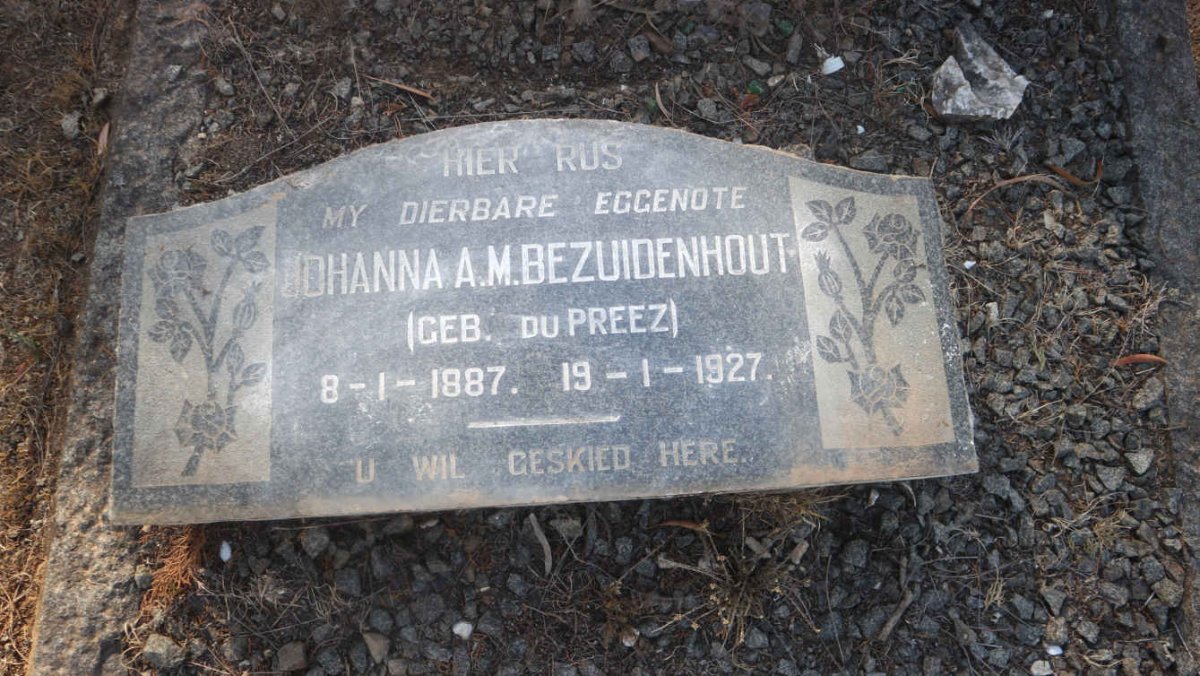 HIER RUS
MY DIERBARE EGGENOTE
JOHANNA A.M. BEZUIDENHOUT
(GEB. DU PREEZ)
8-1-1887. 19-1-1927.
U WIL GESKIED HERE.